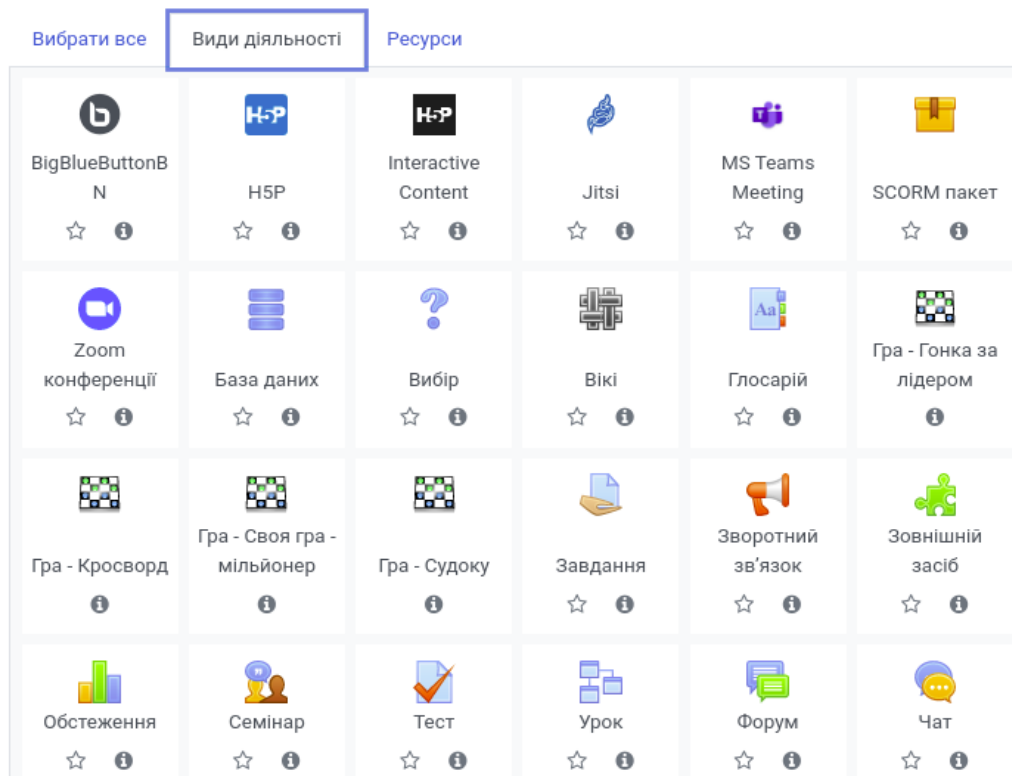 Вибрати все
Види діяльності
Ресурси
BigBlueButtonB
N
H5P
H5P
H5P
Interactive
Content
Jitsi
MS Teams
Meeting
SCORM пакет
Zoom
конференції
База даних
Вибір
Вікі
Aa
Глосарій
Гра - Гонка за
лідером
Гра - Кросворд
Гра - Своя гра -
мільйонер
Гра - Судоку
Завдання
Зворотний
зв’язок
Зовнішній
засіб
Обстеження
Семінар
Тест
Урок
Форум
Чат